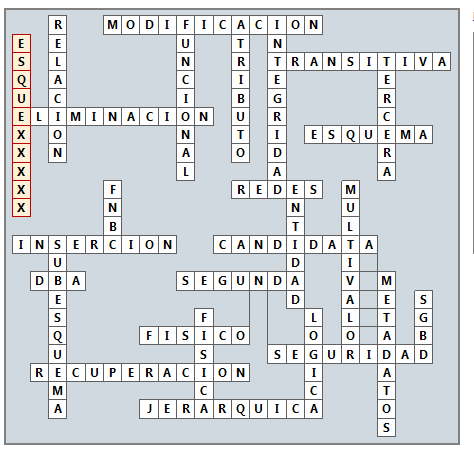 MODIFICACION
RELACION
FUNCIONAL
ATRIBUTO
INTEGRIDAD
ESQUEXXXXX
TRANSITIVA
TERCERA
ELIMINACION
ESQUEMA
FNBC
REDES
ENTIDAD
MULTIVALOR
INSERCION
CANDIDATA
SUBESQUEMA
DBA
SEGUNDA
METADATOS
SGBD
FISICA
LOGICA
FISICO
SEGURIDAD
RECUPERACION
JERARQUICA